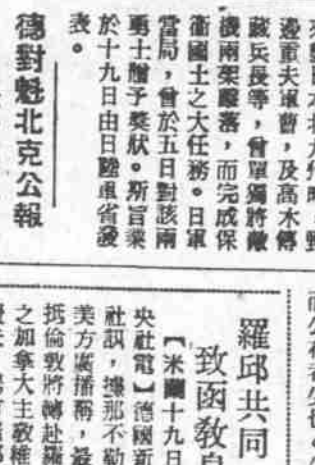 邊重夫軍曹，及高木傳
藏兵長等，曾單獨將敵
機兩架擊落，而完成保
衛國土之大任務。日軍
當局，曾於五日對該兩
勇士贈予獎狀。斯言業
於十九日由日陸軍省發
表。
德對魁北克公報
羅邱共同
致函教皇
【米蘭十九日
央社電】德國新
社訊，據那不勒
美方廣播稱，最
抵倫敦將轉赴羅
之加拿大主教維